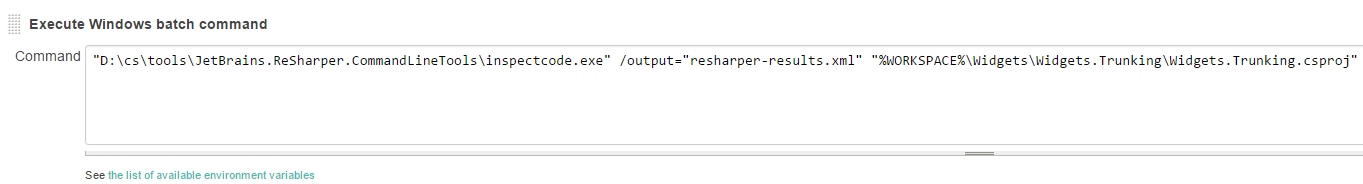 Execute Windows batch command
Command
"D:\cs\tools\JetBrains.ReSharper.CommandLineTools\inspectcode.exe" /output="resharper-results.xml" "%WORKSPACE%\Widgets\Widgets.Trunking\Widgets.Trunking.csproj"
See the list of available environment variables